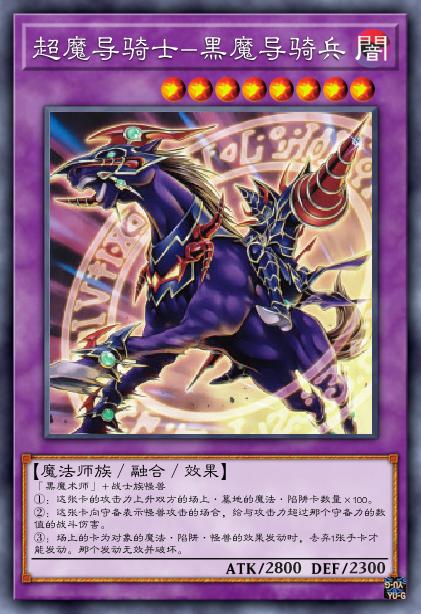 超魔导骑士–黑魔导骑兵 闇
【魔法师族／融合／效果】
「黑魔术师」＋战士族怪兽
①：这张卡的攻击力上升双方的场上·墓地的魔法·陷阱卡数量×100。
②：这张卡向守备表示怪兽攻击的场合，给与攻击力超过那个守备力的数
值的战斗伤害。
③：场上的卡为对象的魔法·陷阱·怪兽的效果发动时，丢弃1张手卡才
能发动。那个发动无效并破坏。
ATK/2800 DEF/2300